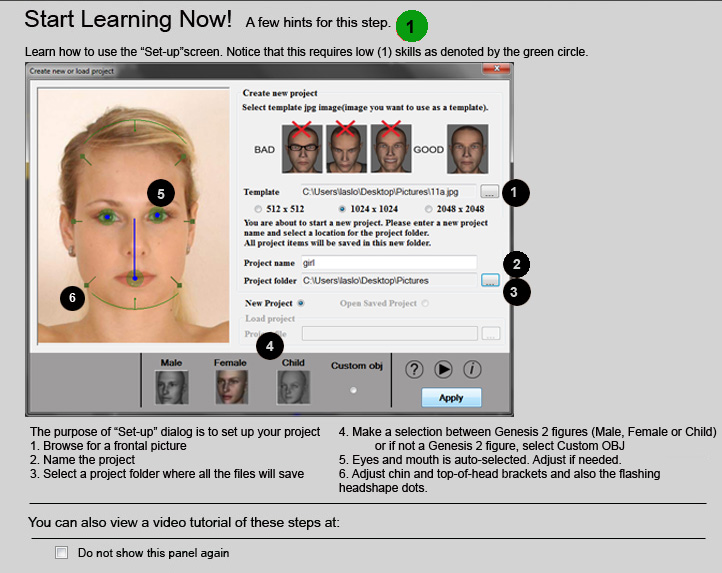 Start Learning Now! A few hints for this step. 1
Learn how to use the "Set-up"screen. Notice that this requires low (1) skills as denoted by the green circle.
Create new or load project
Create new project
Select template jpg image(image you want to use as a template).
BAD GOOD
5
Template C:\Users\laslo\Desktop\Pictures\11a.jpg ... 1
512 x 512 1024 x 1024 2048 x 2048
You are about to start a new project. Please enter a new project
name and select a location for the project folder.
All project items will be saved in this new folder.
Project name girl 2
Project folder C:\Users\laslo\Desktop\Pictures ... 3
6
New Project Open Saved Project
Load project
4
...
Male Female Child Custom obj
? i
Apply
The purpose of "Set-up" dialog is to set up your project
1. Browse for a frontal picture
2. Name the project
3. Select a project folder where all the files will save
4. Make a selection between Genesis 2 figures (Male, Female or Child)
or if not a Genesis 2 figure, select Custom OBJ
5. Eyes and mouth is auto-selected. Adjust if needed.
6. Adjust chin and top-of-head brackets and also the flashing
headshape dots.
You can also view a video tutorial of these steps at:
Do not show this panel again